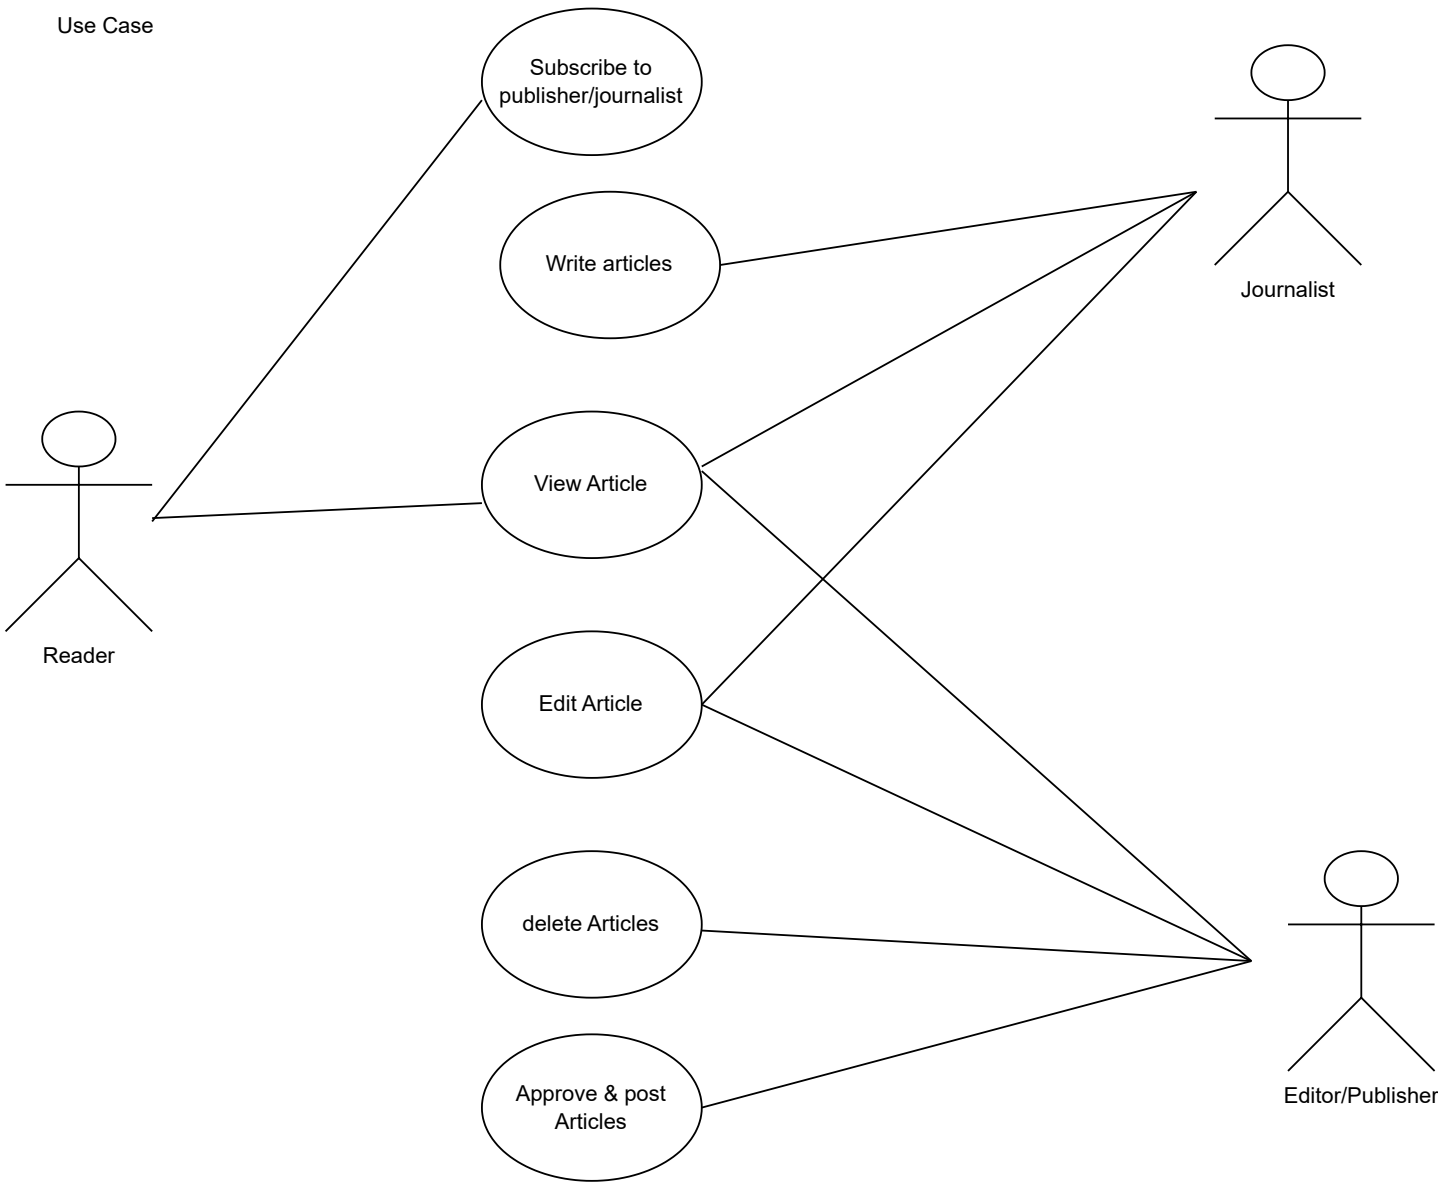 Use Case
Subscribe to
publisher/journalist
Write articles
Journalist
View Article
Reader
Edit Article
delete Articles
Approve & post
Articles
Editor/Publisher